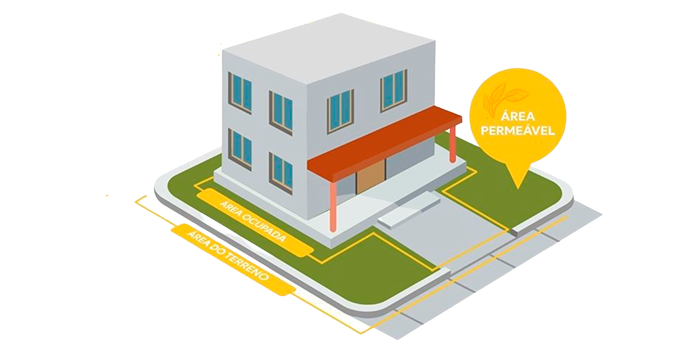 ÁREA
PERMEÁVEL
ÁREA OCUPADA
ÁREA DO TERRENO